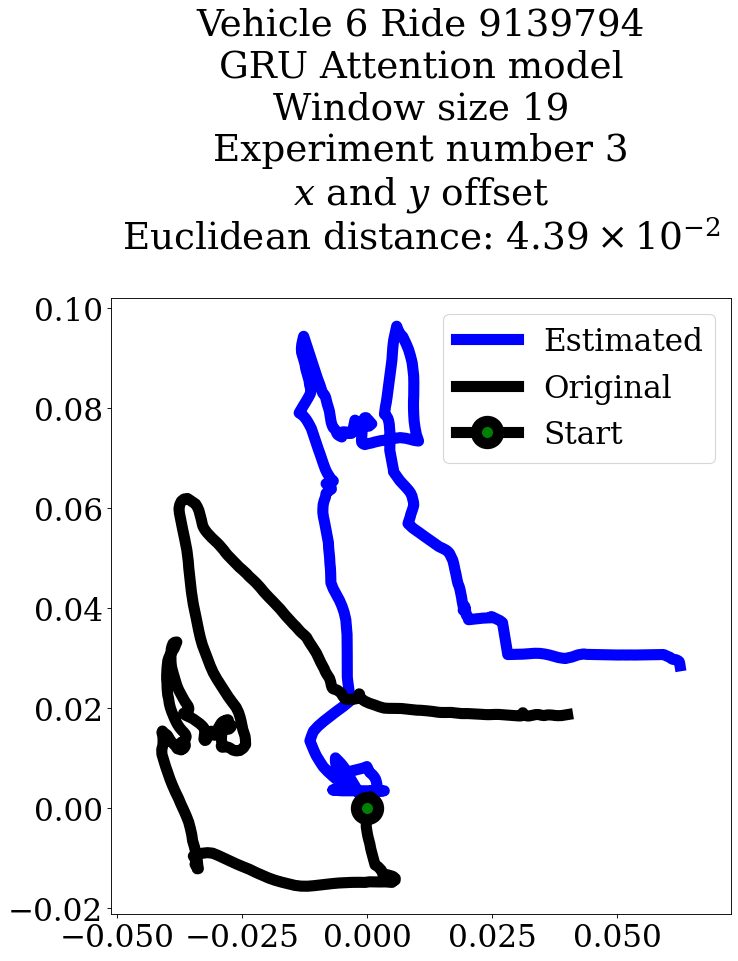 Vehicle 6 Ride 9139794
GRU Attention model
Window size 19
Experiment number 3
x and y offset
Euclidean distance: 4.39 × 10⁻²
Estimated
Original
Start
0.10
0.08
0.06
0.04
0.02
0.00
−0.02
−0.050 −0.025 0.000 0.025 0.050